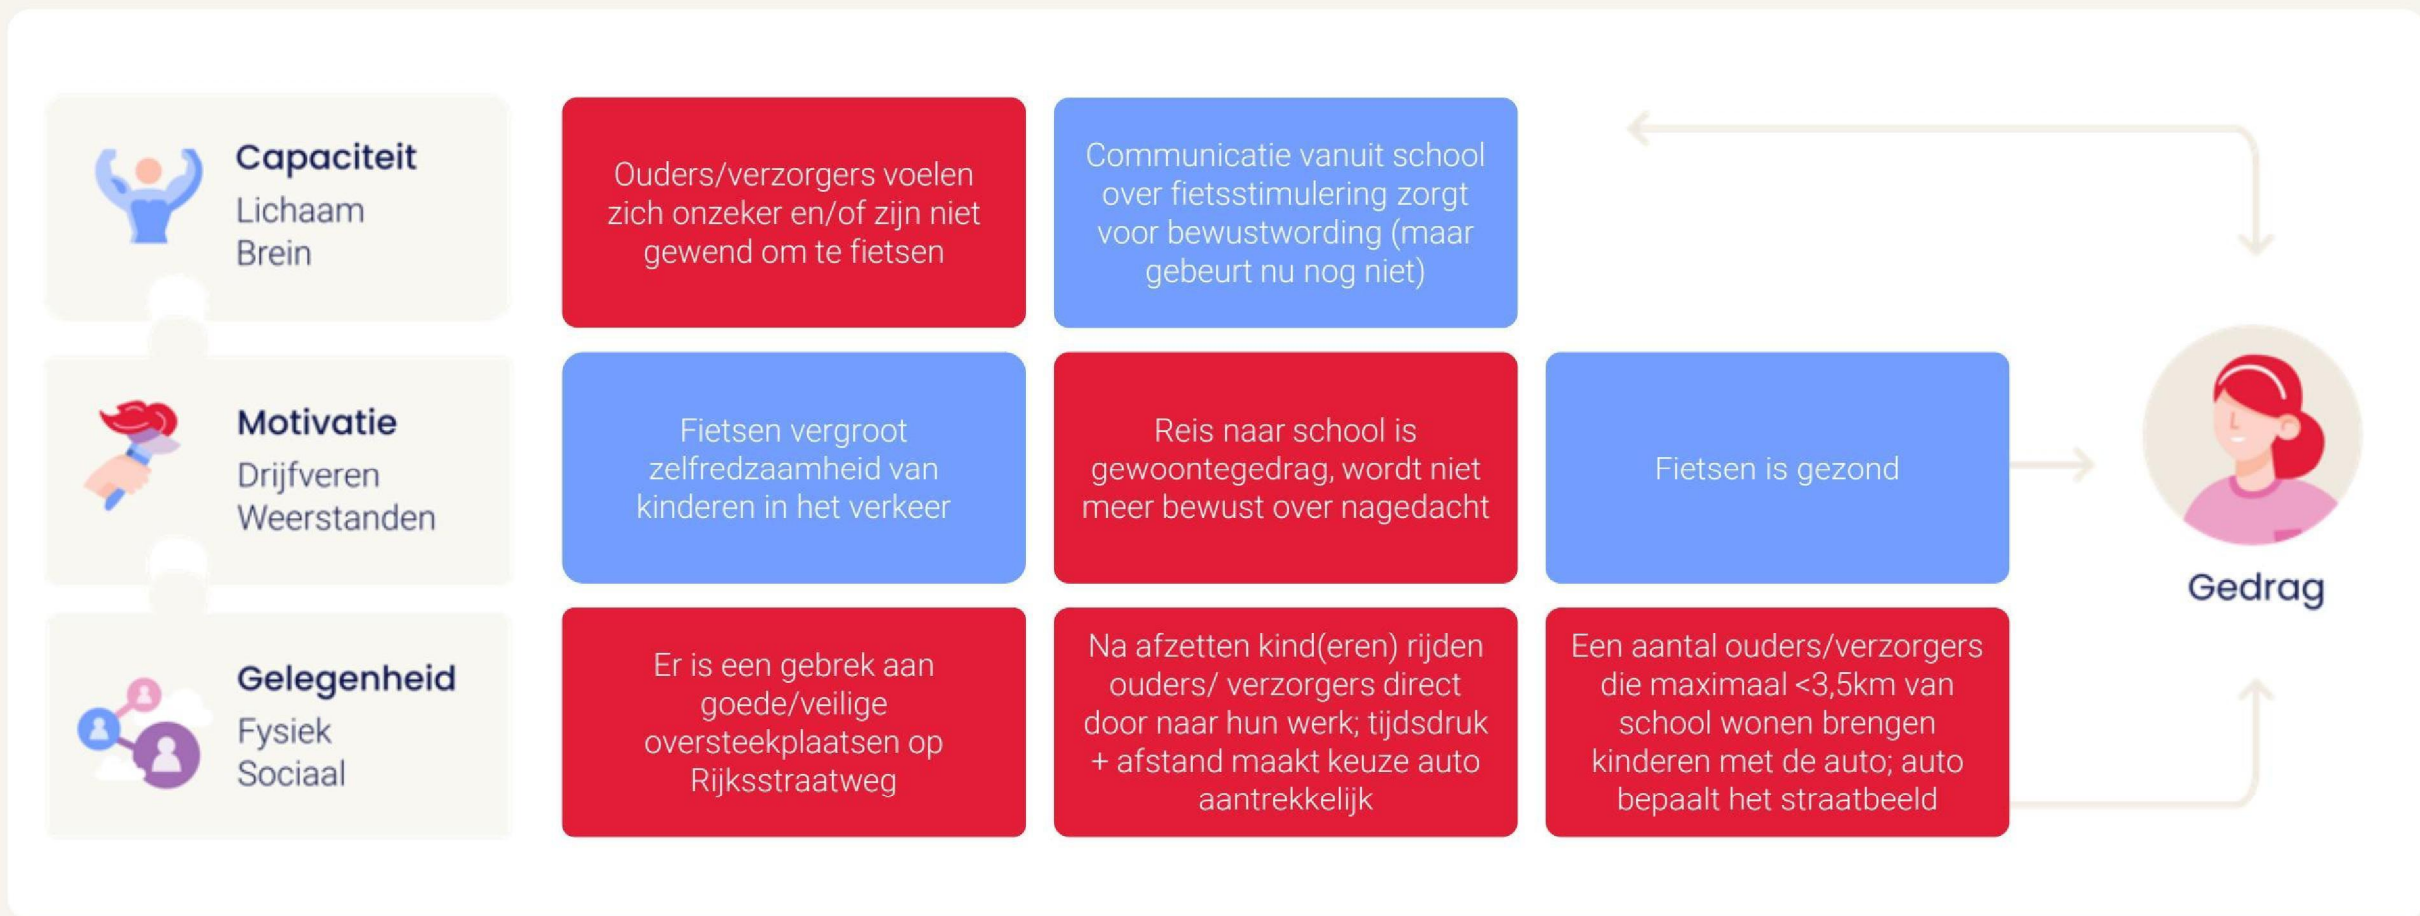 Capaciteit
Lichaam
Brein
Ouders/verzorgers voelen
zich onzeker en/of zijn niet
gewend om te fietsen
Communicatie vanuit school
over fietsstimulering zorgt
voor bewustwording (maar
gebeurt nu nog niet)
Motivatie
Drijfveren
Weerstanden
Fietsen vergroot
zelfredzaamheid van
kinderen in het verkeer
Reis naar school is
gewoontegedrag, wordt niet
meer bewust over nagedacht
Fietsen is gezond
Gedrag
Gelegenheid
Fysiek
Sociaal
Er is een gebrek aan
goede/veilige
oversteekplaatsen op
Rijksstraatweg
Na afzetten kind(eren) rijden
ouders/ verzorgers direct
door naar hun werk; tijdsdruk
+ afstand maakt keuze auto
aantrekkelijk
Een aantal ouders/verzorgers
die maximaal <3,5km van
school wonen brengen
kinderen met de auto; auto
bepaalt het straatbeeld